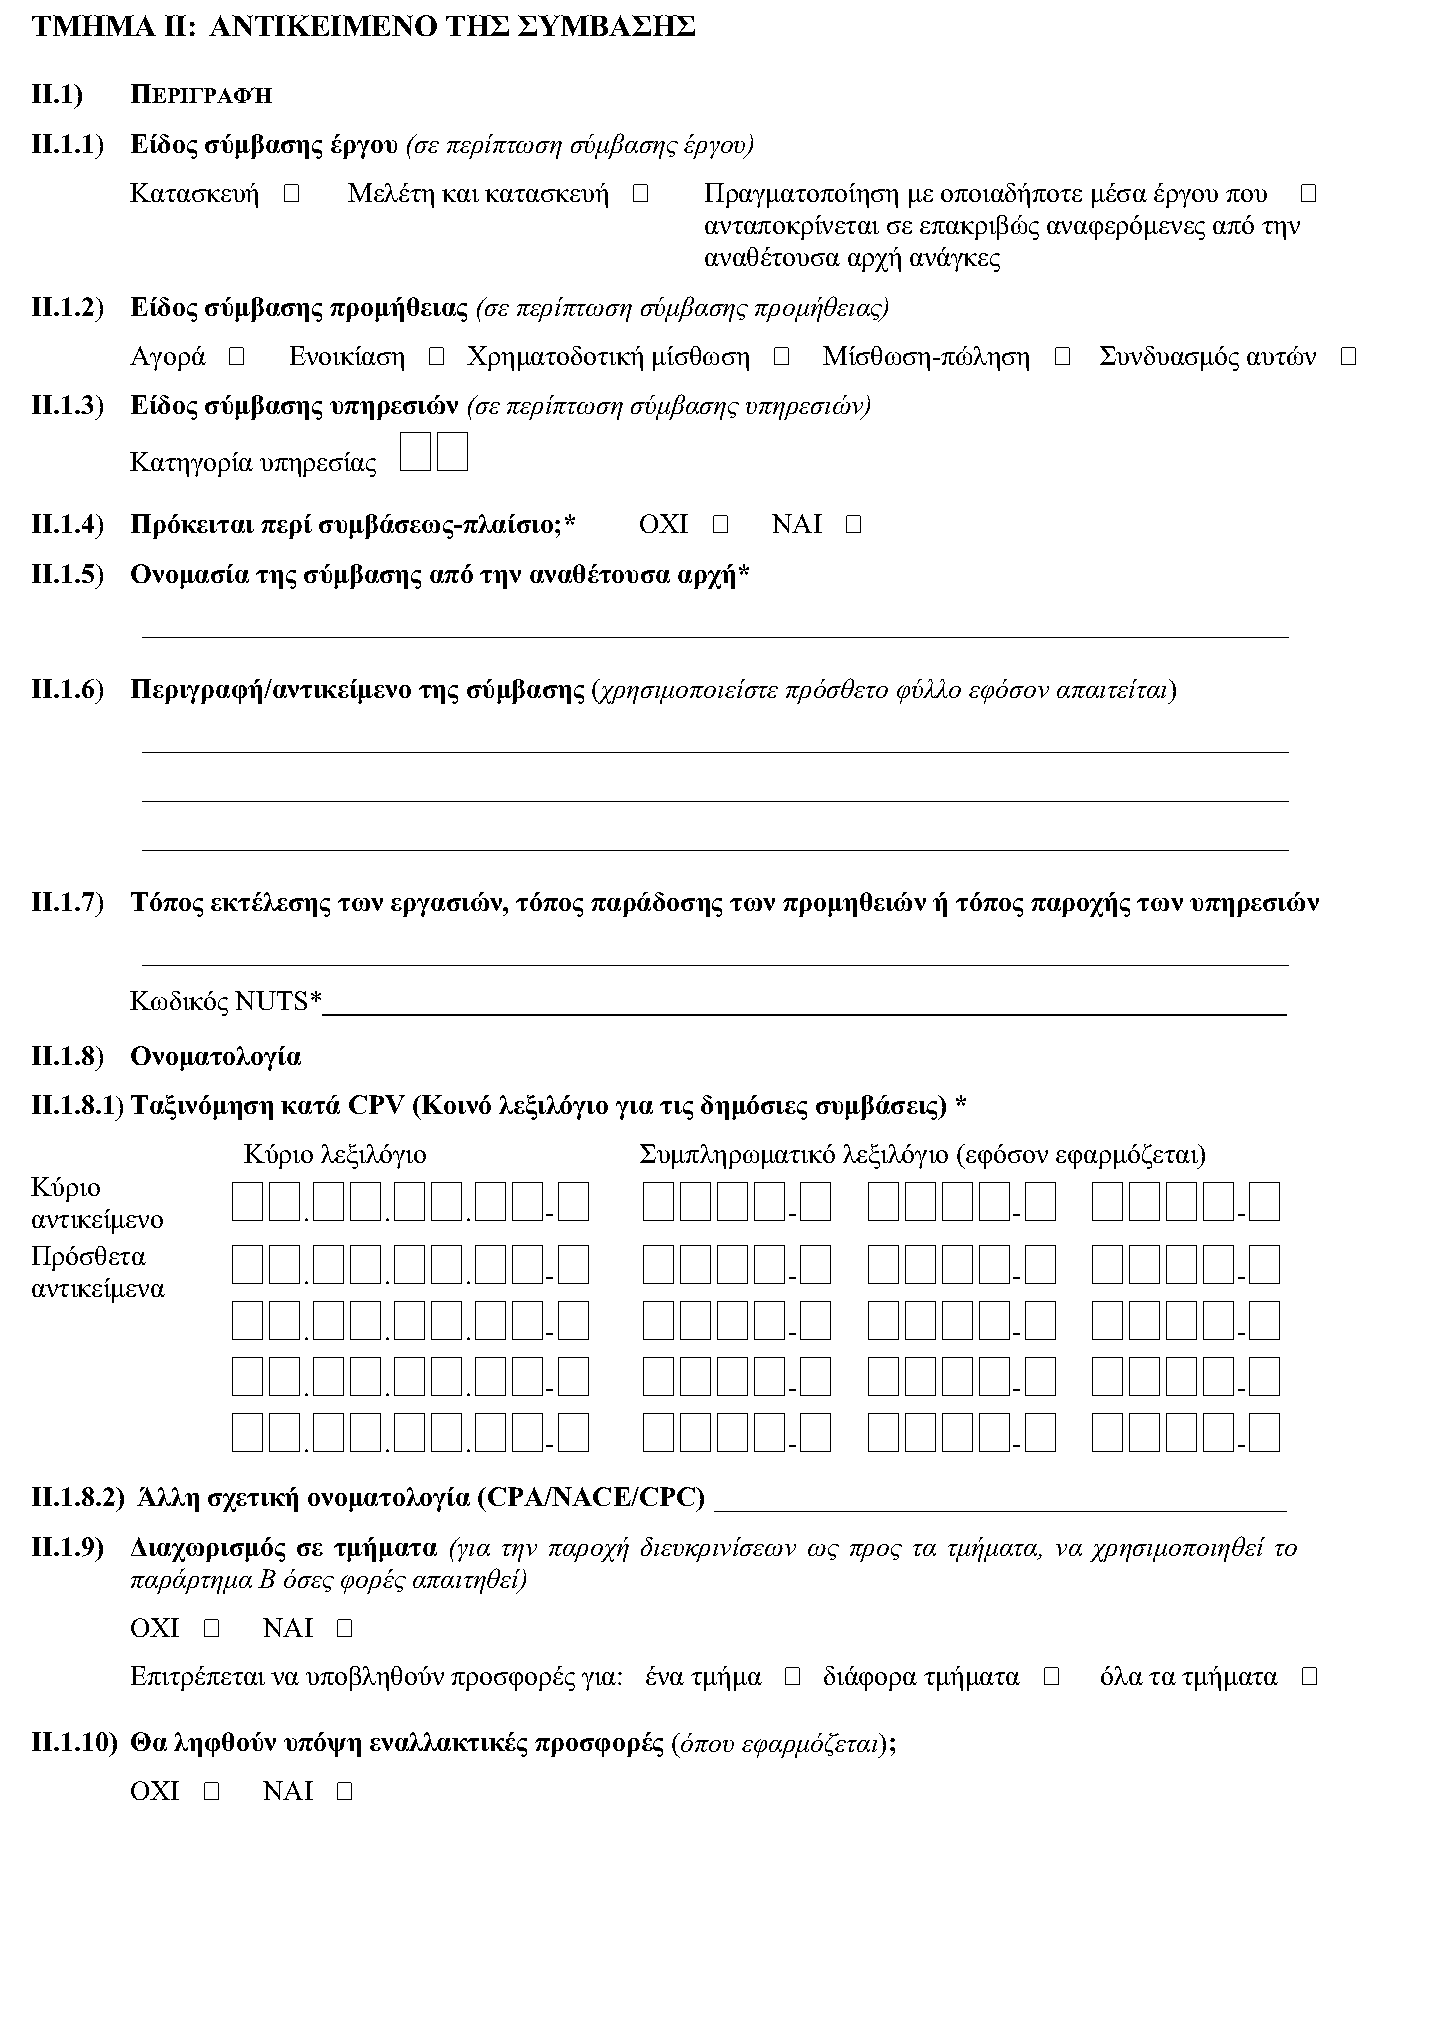 ΤΜΗΜΑ ΙΙ: ΑΝΤΙΚΕΙΜΕΝΟ ΤΗΣ ΣΥΜΒΑΣΗΣ
ΙΙ.1) ΠΕΡΙΓΡΑΦΉ
ΙΙ.1.1) Είδος σύμβασης έργου (σε περίπτωση σύμβασης έργου)
Κατασκευή □ Μελέτη και κατασκευή □ Πραγματοποίηση με οποιαδήποτε μέσα έργου που □
ανταποκρίνεται σε επακριβώς αναφερόμενες από την
αναθέτουσα αρχή ανάγκες
ΙΙ.1.2) Είδος σύμβασης προμήθειας (σε περίπτωση σύμβασης προμήθειας)
Αγορά □ Ενοικίαση □ Χρηματοδοτική μίσθωση □ Μίσθωση-πώληση □ Συνδυασμός αυτών □
ΙΙ.1.3) Είδος σύμβασης υπηρεσιών (σε περίπτωση σύμβασης υπηρεσιών)
Κατηγορία υπηρεσίας □□
ΙΙ.1.4) Πρόκειται περί συμβάσεως-πλαίσιο;* ΟΧΙ □ ΝΑΙ □
ΙΙ.1.5) Ονομασία της σύμβασης από την αναθέτουσα αρχή*
ΙΙ.1.6) Περιγραφή/αντικείμενο της σύμβασης (χρησιμοποιείστε πρόσθετο φύλλο εφόσον απαιτείται)
ΙΙ.1.7) Τόπος εκτέλεσης των εργασιών, τόπος παράδοσης των προμηθειών ή τόπος παροχής των υπηρεσιών
Κωδικός NUTS*
ΙΙ.1.8) Ονοματολογία
ΙΙ.1.8.1) Ταξινόμηση κατά CPV (Κοινό λεξιλόγιο για τις δημόσιες συμβάσεις) *
Κύριο λεξιλόγιο Συμπληρωματικό λεξιλόγιο (εφόσον εφαρμόζεται)
Κύριο
αντικείμενο □□.□□.□□.□□-□ □□□□-□ □□□□-□ □□□□-□
Πρόσθετα □□.□□.□□.□□-□ □□□□-□ □□□□-□ □□□□-□
αντικείμενα
□□.□□.□□.□□-□ □□□□-□ □□□□-□ □□□□-□
□□.□□.□□.□□-□ □□□□-□ □□□□-□ □□□□-□
□□.□□.□□.□□-□ □□□□-□ □□□□-□ □□□□-□
ΙΙ.1.8.2) Άλλη σχετική ονοματολογία (CPA/NACE/CPC)
ΙΙ.1.9) Διαχωρισμός σε τμήματα (για την παροχή διευκρινίσεων ως προς τα τμήματα, να χρησιμοποιηθεί το
παράρτημα Β όσες φορές απαιτηθεί)
ΟΧΙ □ ΝΑΙ □
Επιτρέπεται να υποβληθούν προσφορές για: ένα τμήμα □ διάφορα τμήματα □ όλα τα τμήματα □
ΙΙ.1.10) Θα ληφθούν υπόψη εναλλακτικές προσφορές (όπου εφαρμόζεται);
ΟΧΙ □ ΝΑΙ □